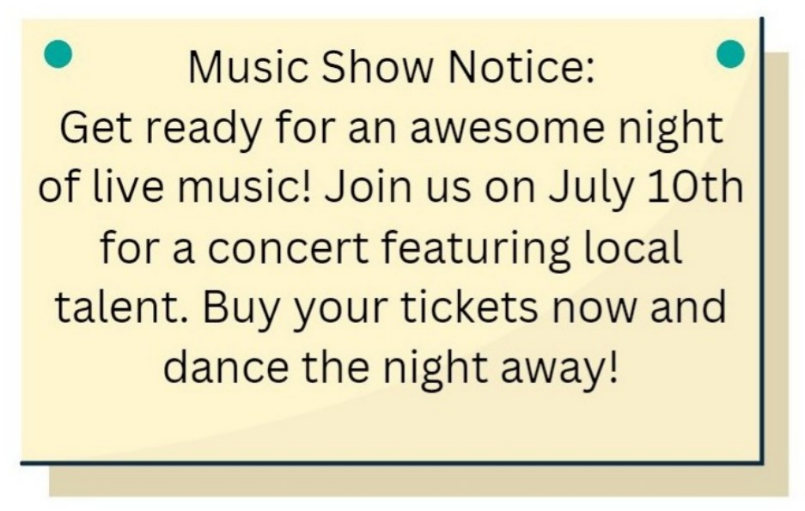 Music Show Notice:
Get ready for an awesome night
of live music! Join us on July 10th
for a concert featuring local
talent. Buy your tickets now and
dance the night away!